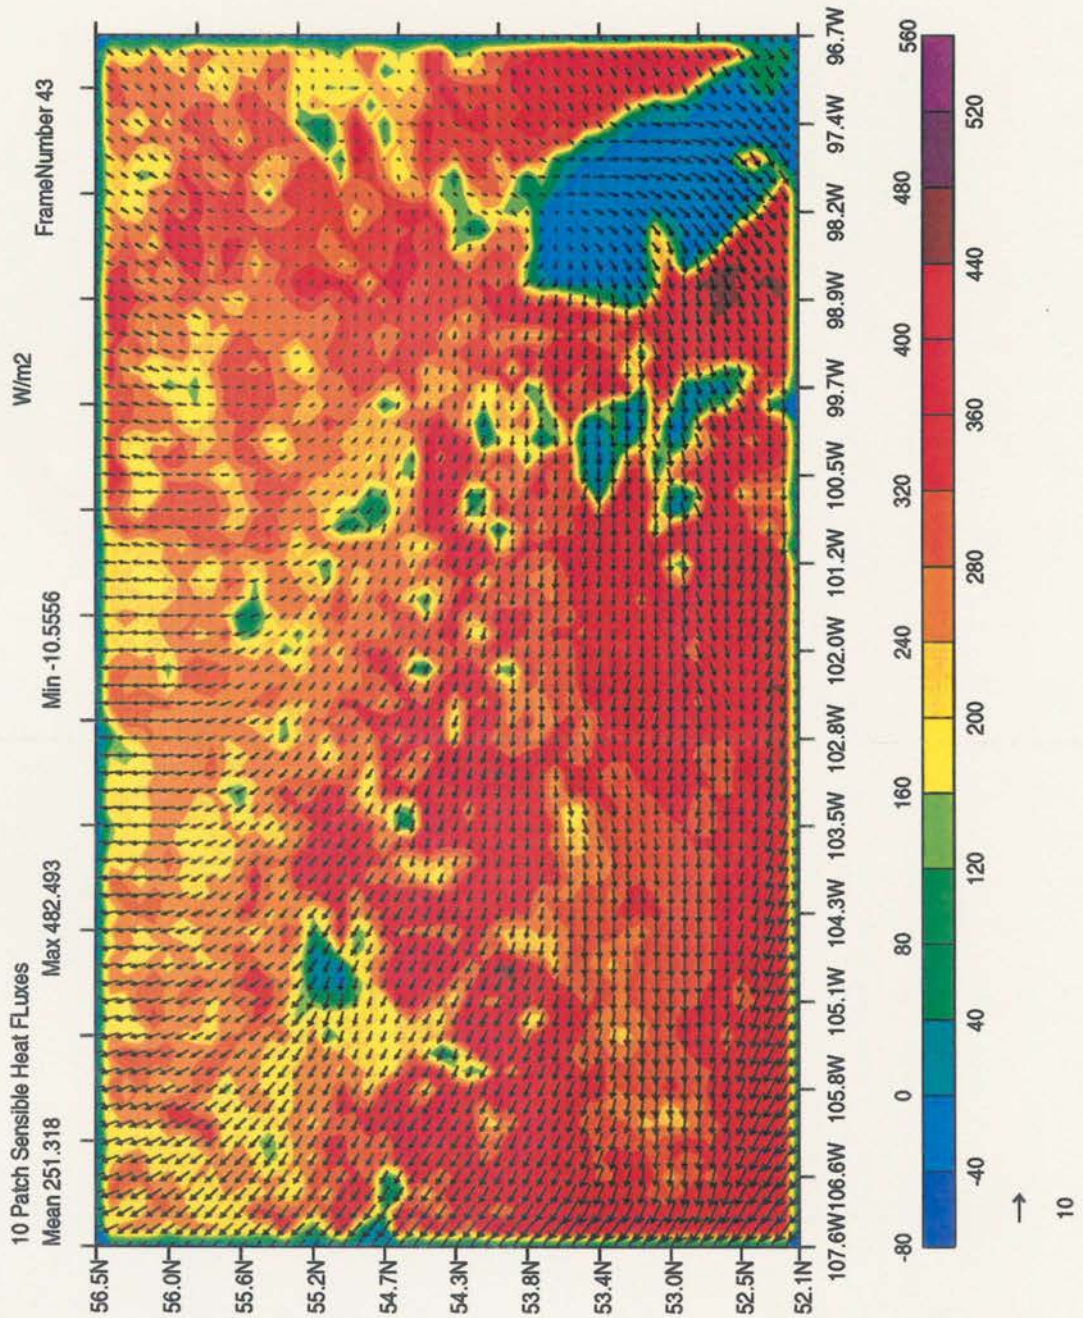 10 Patch Sensible Heat FLuxes
W/m2
FrameNumber 43
Mean 251.318
Max 482.493
Min -10.5556
56.5N
56.0N
55.6N
55.2N
54.7N
54.3N
53.8N
53.4N
53.0N
52.5N
52.1N
107.6W 106.6W 105.8W 105.1W 104.3W 103.5W 102.8W 102.0W 101.2W 100.5W 99.7W 98.9W 98.2W 97.4W 96.7W
-80 0 80 160 240 320 400 480 560
-40 40 120 200 280 360 440 520
10